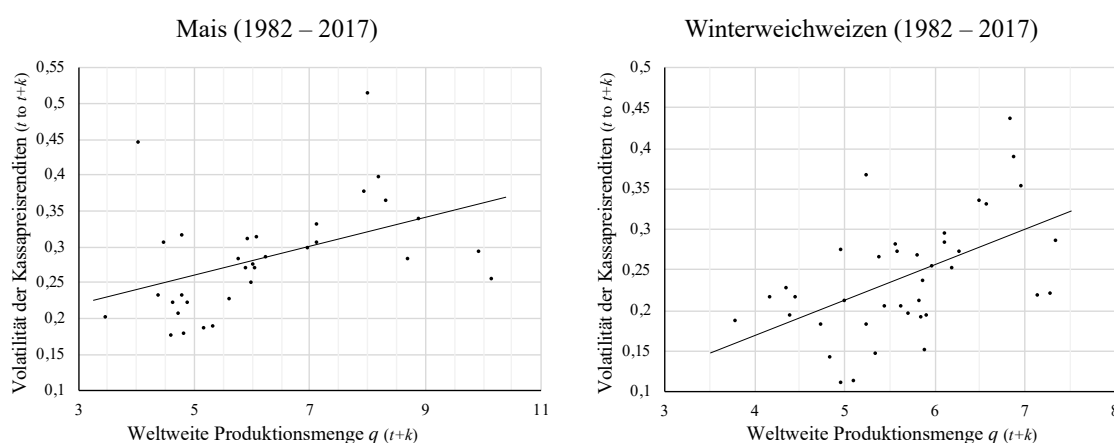 Mais (1982 – 2017)
Volatilität der Kassapreisrenditen (t to t+k)
0,55
0,5
0,45
0,4
0,35
0,3
0,25
0,2
0,15
0,1
3 5 7 9 11
Weltweite Produktionsmenge q (t+k)
Winterweichweizen (1982 – 2017)
Volatilität der Kassapreisrenditen (t to t+k)
0,5
0,45
0,4
0,35
0,3
0,25
0,2
0,15
0,1
3 4 5 6 7 8
Weltweite Produktionsmenge q (t+k)